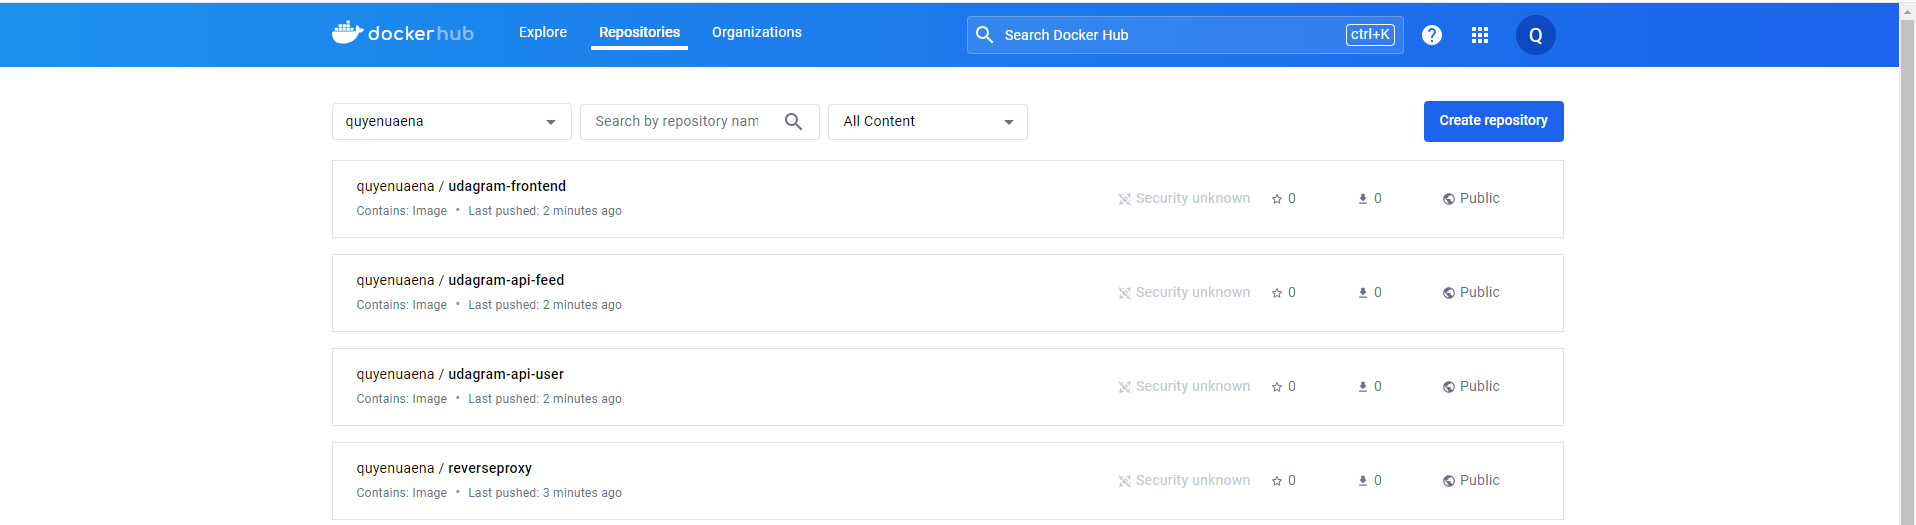 dockerhub Explore Repositories Organizations Search Docker Hub ctrl+K ? Q
quyenuaena Search by repository nam All Content Create repository
quyenuaena / udagram-frontend
Contains: Image • Last pushed: 2 minutes ago
Security unknown 0 0 Public
quyenuaena / udagram-api-feed
Contains: Image • Last pushed: 2 minutes ago
Security unknown 0 0 Public
quyenuaena / udagram-api-user
Contains: Image • Last pushed: 2 minutes ago
Security unknown 0 0 Public
quyenuaena / reverseproxy
Contains: Image • Last pushed: 3 minutes ago
Security unknown 0 0 Public